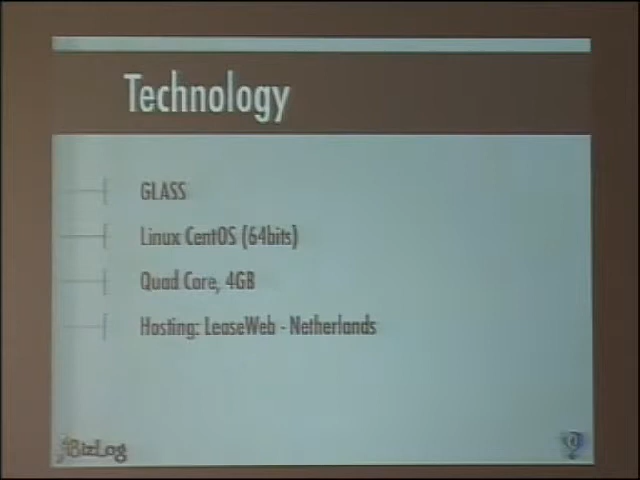 Technology
GLASS
Linux CentOS (64bits)
Quad Core, 4GB
Hosting: LeaseWeb - Netherlands
BizLog